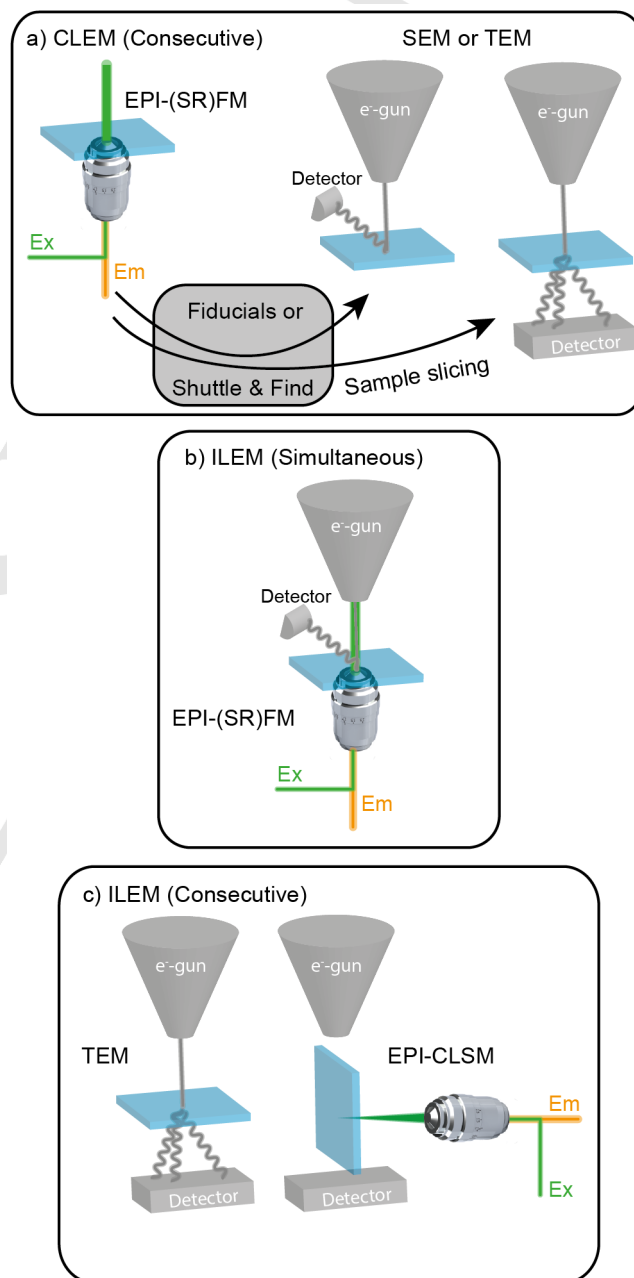 a) CLEM (Consecutive)
SEM or TEM
EPI-(SR)FM
e⁻-gun
e⁻-gun
Detector
Ex
Em
Fiducials or
Shuttle & Find
Sample slicing
Detector
b) ILEM (Simultaneous)
e⁻-gun
Detector
EPI-(SR)FM
Ex
Em
c) ILEM (Consecutive)
e⁻-gun
e⁻-gun
TEM
EPI-CLSM
Em
Detector
Detector
Ex